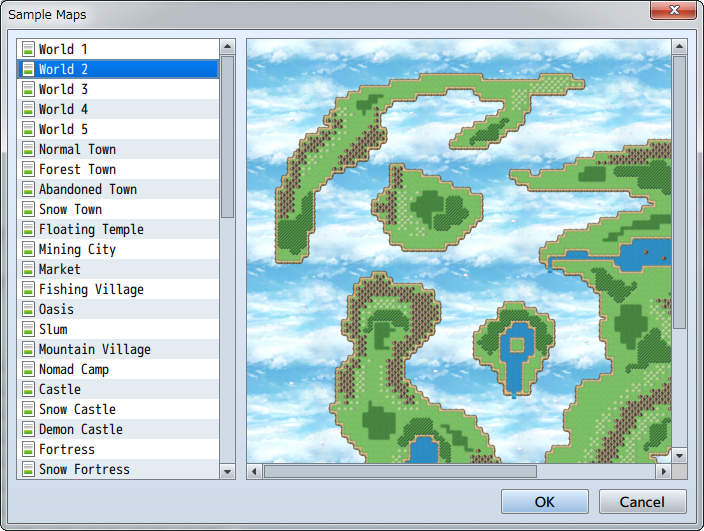 Sample Maps
World 1
World 2
World 3
World 4
World 5
Normal Town
Forest Town
Abandoned Town
Snow Town
Floating Temple
Mining City
Market
Fishing Village
Oasis
Slum
Mountain Village
Nomad Camp
Castle
Snow Castle
Demon Castle
Fortress
Snow Fortress
OK
Cancel